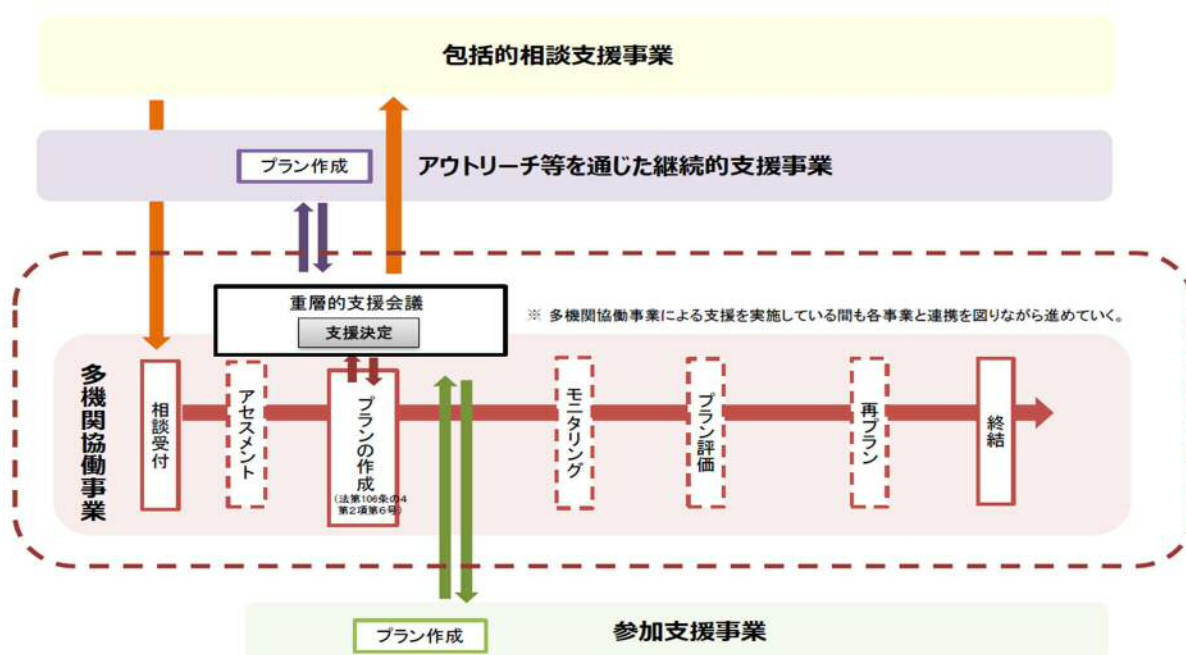 包括的相談支援事業
プラン作成
アウトリーチ等を通じた継続的支援事業
重層的支援会議
支援決定
※ 多機関協働事業による支援を実施している間も各事業と連携を図りながら進めていく。
多機関協働事業
相談受付
アセスメント
プランの作成
(法第106条の4
第2項第6号)
モニタリング
プラン評価
再プラン
終結
プラン作成
参加支援事業